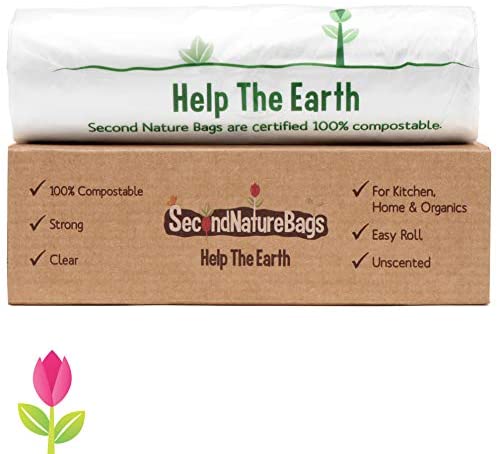 Help The Earth
Second Nature Bags are certified 100% compostable.
✓ 100% Compostable
✓ Strong
✓ Clear
SecondNatureBags
Help The Earth
✓ For Kitchen,
Home & Organics
✓ Easy Roll
✓ Unscented